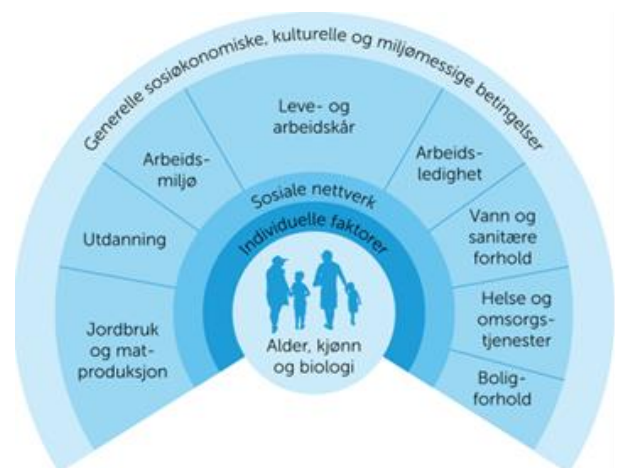 Generelle sosiøkonomiske, kulturelle og miljømessige betingelser
Leve- og
arbeidskår
Arbeids-
miljø
Arbeids-
ledighet
Utdanning
Vann og
sanitære
forhold
Jordbruk
og mat-
produksjon
Helse og
omsorgs-
tjenester
Bolig-
forhold
Sosiale nettverk
Individuelle faktorer
Alder, kjønn
og biologi